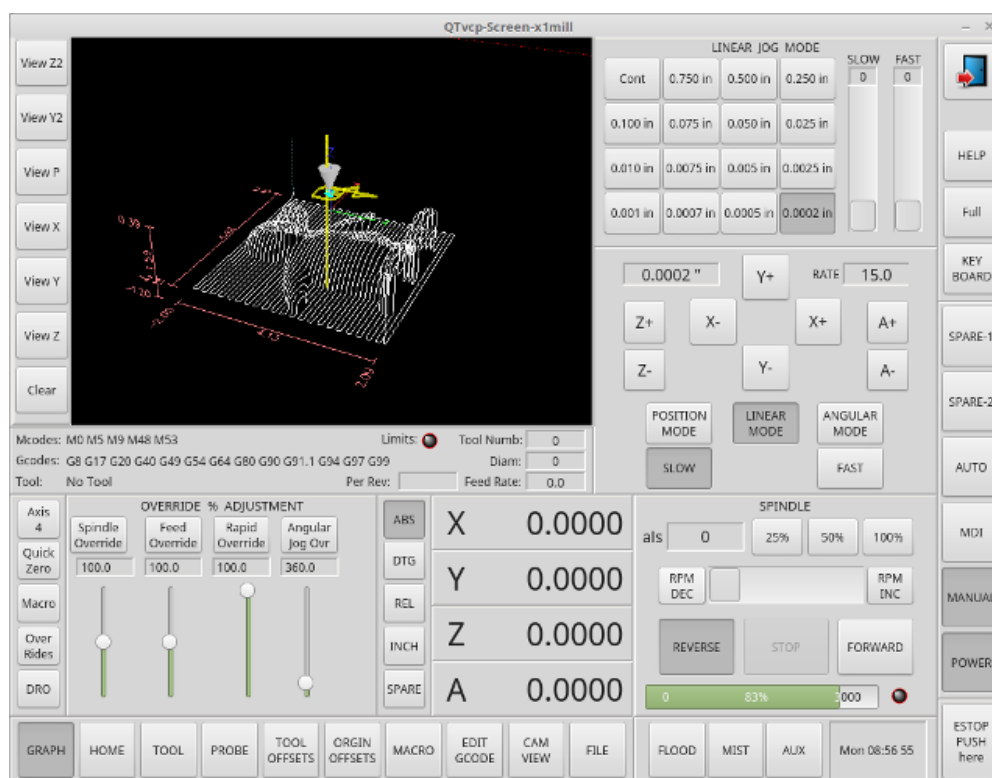 QTvcp-Screen-x1mill
View Z2
View Y2
View P
View X
View Y
View Z
Clear
LINEAR JOG MODE
SLOW FAST
0 0
Cont 0.750 in 0.500 in 0.250 in
0.100 in 0.075 in 0.050 in 0.025 in
0.010 in 0.0075 in 0.005 in 0.0025 in
0.001 in 0.0007 in 0.0005 in 0.0002 in
HELP
Full
KEY
BOARD
0.0002 " Y+ RATE 15.0
Z+ X- X+ A+
Z- Y- A-
POSITION
MODE
LINEAR
MODE
ANGULAR
MODE
SLOW FAST
SPARE-1
SPARE-2
AUTO
MDI
MANUAL
POWER
ESTOP
PUSH
here
0.39
-2.09
4.13
2.09
Mcodes: M0 M5 M9 M48 M53 Limits: Tool Numb: 0
Gcodes: G8 G17 G20 G40 G49 G54 G64 G80 G90 G91.1 G94 G97 G99 Diam: 0
Tool: No Tool Per Rev: Feed Rate: 0.0
Axis
4
Quick
Zero
Macro
Over
Rides
DRO
OVERRIDE % ADJUSTMENT
Spindle
Override
Feed
Override
Rapid
Override
Angular
Jog Ovr
100.0 100.0 100.0 360.0
ABS
DTG
REL
INCH
SPARE
X 0.0000
Y 0.0000
Z 0.0000
A 0.0000
SPINDLE
als 0 25% 50% 100%
RPM
DEC
RPM
INC
REVERSE STOP FORWARD
0 83% 3000
GRAPH HOME TOOL PROBE
TOOL
OFFSETS
ORGIN
OFFSETS
MACRO
EDIT
GCODE
CAM
VIEW
FILE FLOOD MIST AUX Mon 08:56 55